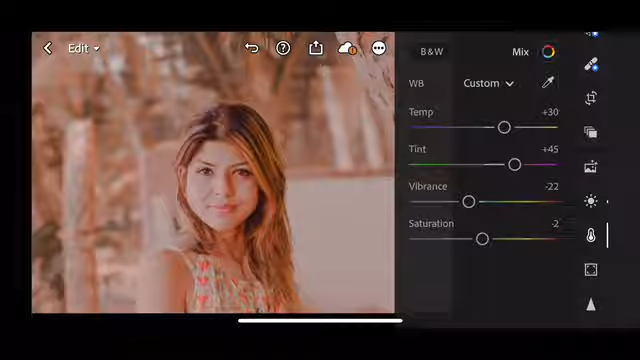 Edit
B&W
Mix
WB
Custom
Temp
+30
Tint
+45
Vibrance
-22
Saturation
-2